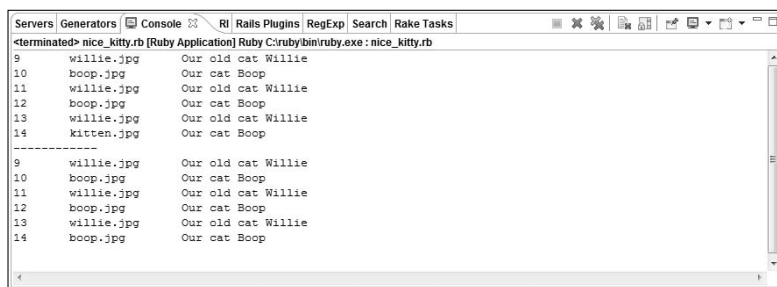 Servers Generators Console RI Rails Plugins RegExp Search Rake Tasks
<terminated> nice_kitty.rb [Ruby Application] Ruby C:\ruby\bin\ruby.exe : nice_kitty.rb
9 willie.jpg Our old cat Willie
10 boop.jpg Our cat Boop
11 willie.jpg Our old cat Willie
12 boop.jpg Our cat Boop
13 willie.jpg Our old cat Willie
14 kitten.jpg Our cat Boop
------------
9 willie.jpg Our old cat Willie
10 boop.jpg Our cat Boop
11 willie.jpg Our old cat Willie
12 boop.jpg Our cat Boop
13 willie.jpg Our old cat Willie
14 boop.jpg Our cat Boop